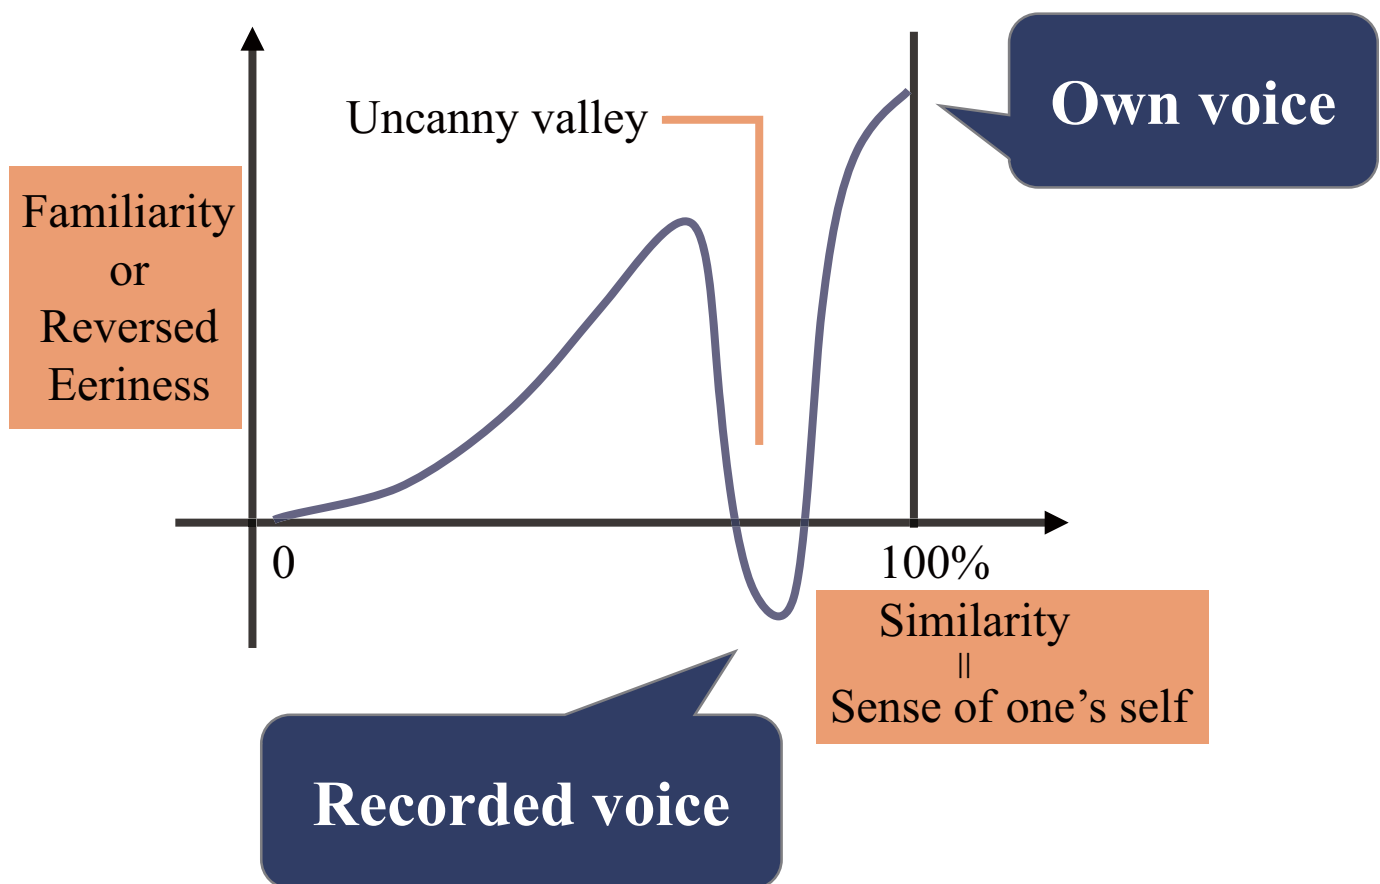 Own voice
Uncanny valley
Familiarity
or
Reversed
Eeriness
0
100%
Similarity
=
Sense of one’s self
Recorded voice